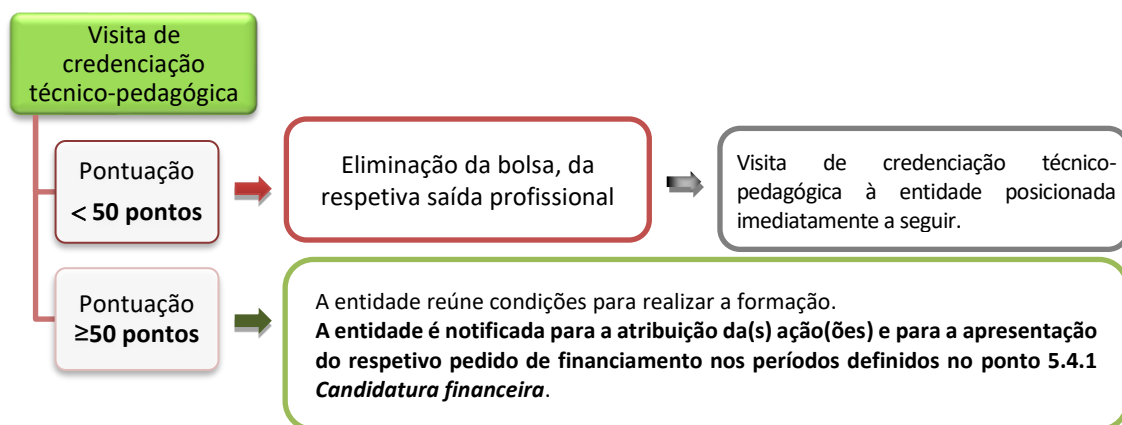 Visita de
credenciação
técnico-pedagógica
Pontuação
< 50 pontos
Eliminação da bolsa, da
respetiva saída profissional
Visita de credenciação técnico-
pedagógica à entidade posicionada
imediatamente a seguir.
Pontuação
≥50 pontos
A entidade reúne condições para realizar a formação.
A entidade é notificada para a atribuição da(s) ação(ões) e para a apresentação
do respetivo pedido de financiamento nos períodos definidos no ponto 5.4.1
Candidatura financeira.